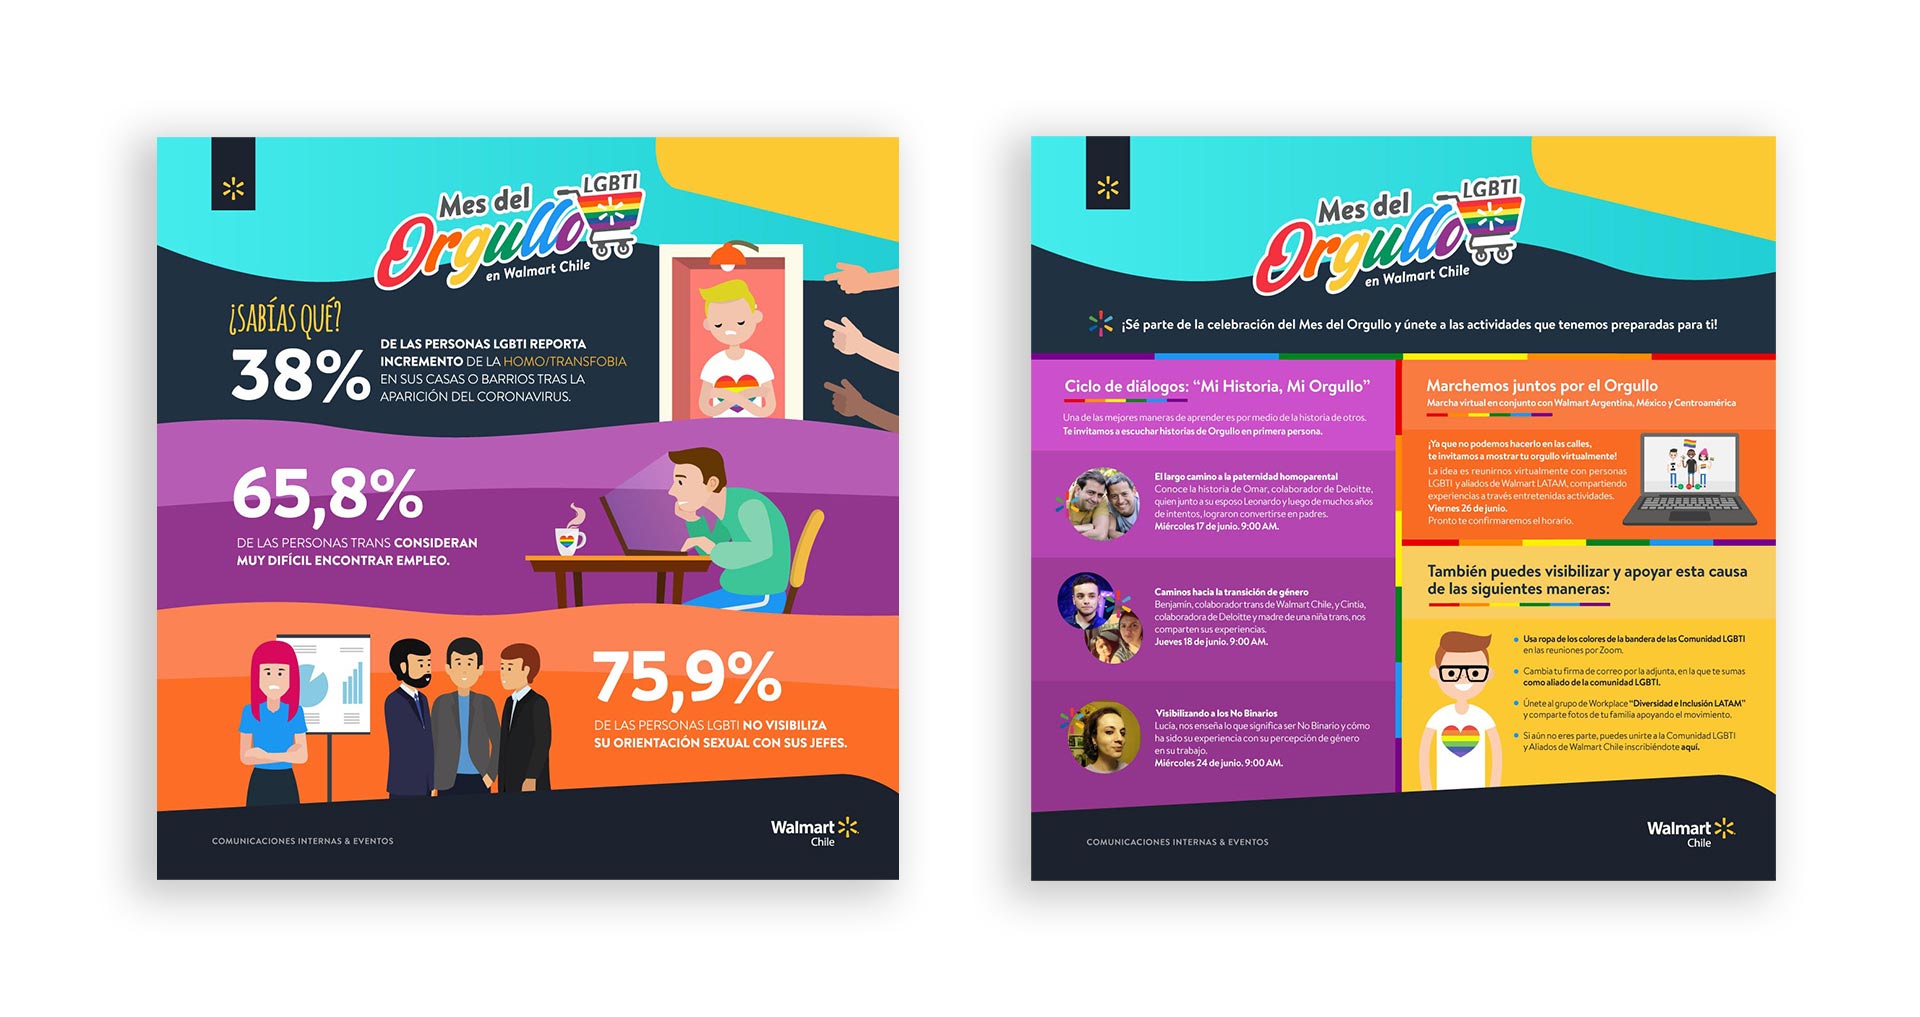 Mes del
LGBTI
Orgullo
en Walmart Chile
¿SABÍAS QUÉ?
38%
DE LAS PERSONAS LGBTI REPORTA
INCREMENTO DE LA HOMO/TRANSFOBIA
EN SUS CASAS O BARRIOS TRAS LA
APARICIÓN DEL CORONAVIRUS.
65,8%
DE LAS PERSONAS TRANS CONSIDERAN
MUY DIFÍCIL ENCONTRAR EMPLEO.
75,9%
DE LAS PERSONAS LGBTI NO VISIBILIZA
SU ORIENTACIÓN SEXUAL CON SUS JEFES.
COMUNICACIONES INTERNAS & EVENTOS
Walmart
Chile
Mes del
LGBTI
Orgullo
en Walmart Chile
¡Sé parte de la celebración del Mes del Orgullo y únete a las actividades que tenemos preparadas para ti!
Ciclo de diálogos: “Mi Historia, Mi Orgullo”
Una de las mejores maneras de aprender es por medio de la historia de otros.
Te invitamos a escuchar historias de Orgullo en primera persona.
El largo camino a la paternidad homoparental
Conoce la historia de Omar, colaborador de Deloitte,
quien junto a su esposo Leonardo y luego de muchos años
de intentos, lograron convertirse en padres.
Miércoles 17 de junio. 9:00 AM.
Caminos hacia la transición de género
Benjamín, colaborador trans de Walmart Chile, y Cintia,
colaboradora de Deloitte y madre de una niña trans, nos
comparten sus experiencias.
Jueves 18 de junio. 9:00 AM.
Visibilizando a los No Binarios
Lucía, nos enseña lo que significa ser No Binario y cómo
ha sido su experiencia con su percepción de género
en su trabajo.
Miércoles 24 de junio. 9:00 AM.
Marchemos juntos por el Orgullo
Marcha virtual en conjunto con Walmart Argentina, México y Centroamérica
¡Ya que no podemos hacerlo en las calles,
te invitamos a mostrar tu orgullo virtualmente!
La idea es reunirnos virtualmente con personas
LGBTI y aliados de Walmart LATAM, compartiendo
experiencias a través entretenidas actividades.
Viernes 26 de junio.
Pronto te confirmaremos el horario.
También puedes visibilizar y apoyar esta causa
de las siguientes maneras:
Usa ropa de los colores de la bandera de las Comunidad LGBTI
en las reuniones por Zoom.
Cambia tu firma de correo por la adjunta, en la que te sumas
como aliado de la comunidad LGBTI.
Únete al grupo de Workplace “Diversidad e Inclusión LATAM”
y comparte fotos de tu familia apoyando el movimiento.
Si aún no eres parte, puedes unirte a la Comunidad LGBTI
y Aliados de Walmart Chile inscribiéndote aquí.
COMUNICACIONES INTERNAS & EVENTOS
Walmart
Chile